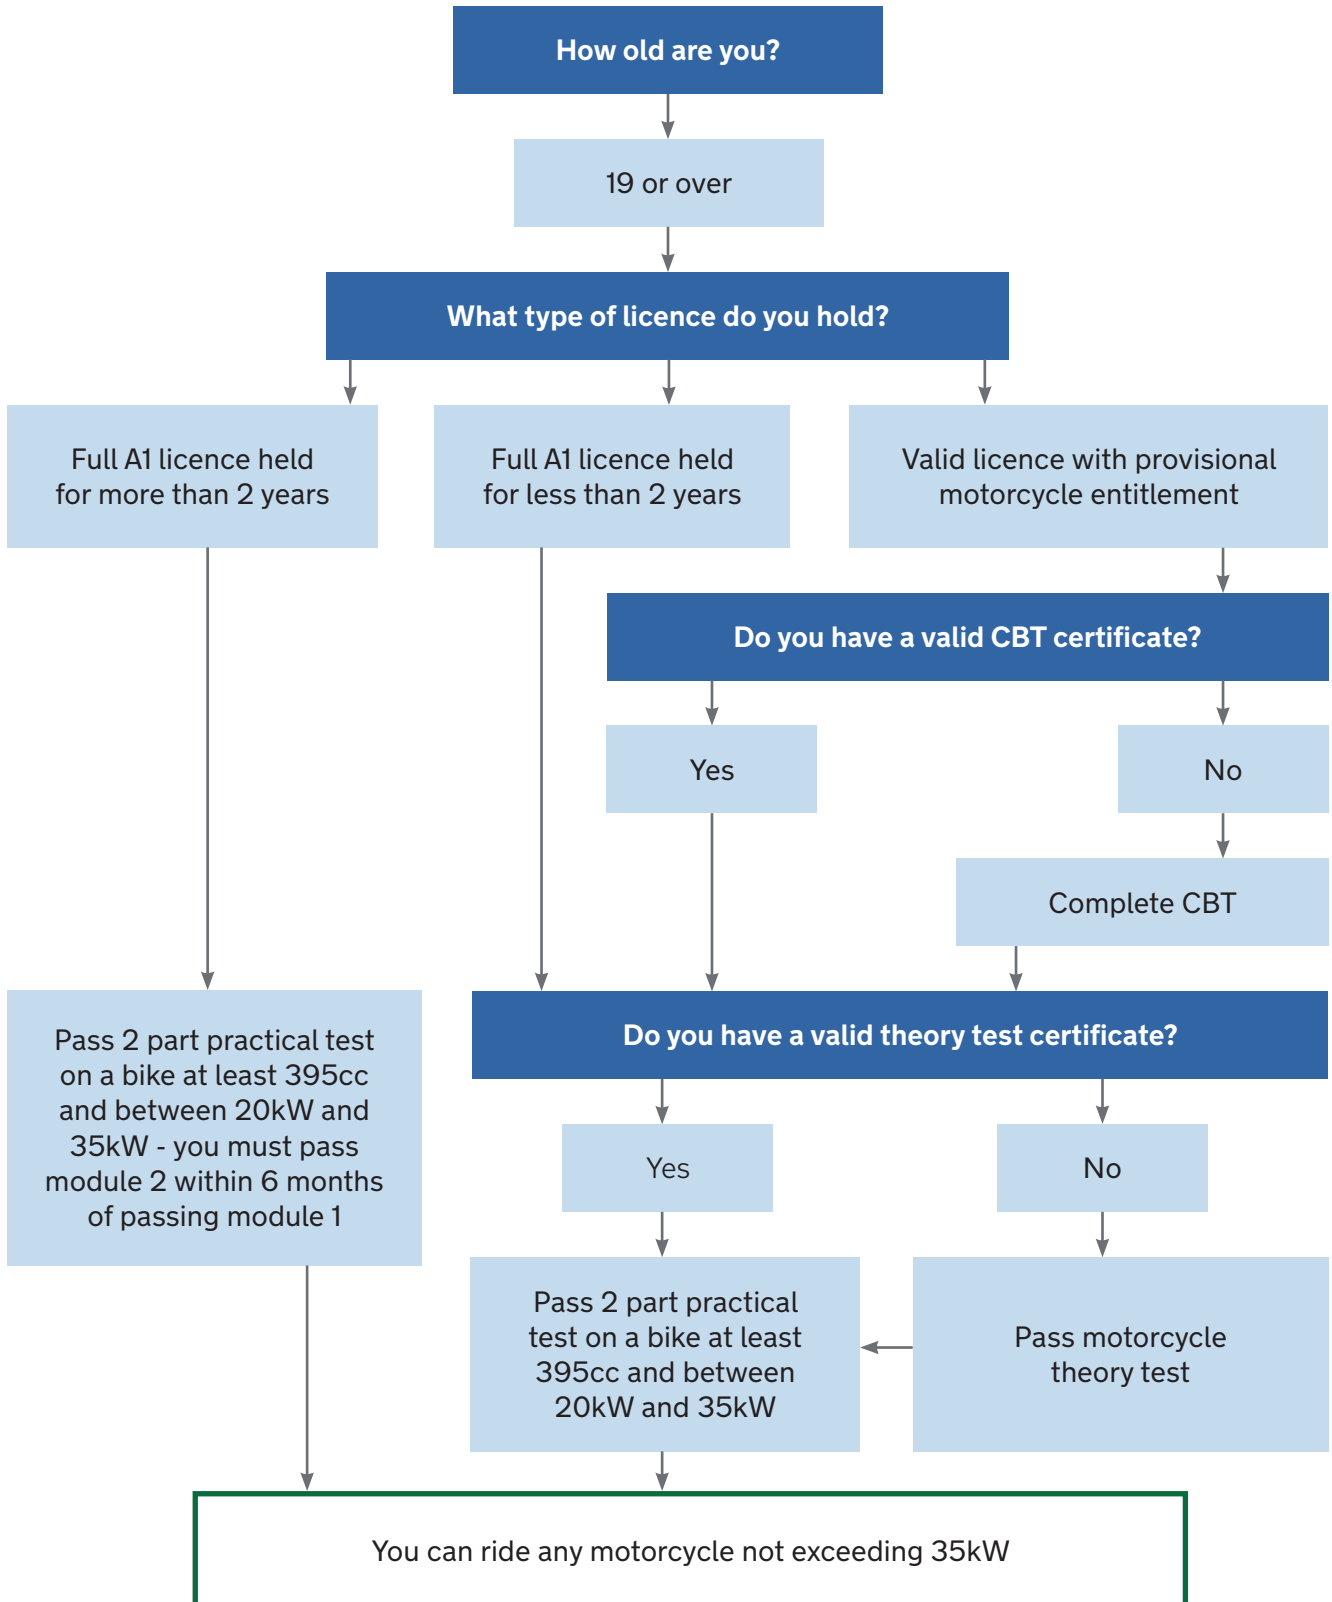 How old are you?
19 or over
What type of licence do you hold?
Full A1 licence held
for more than 2 years
Full A1 licence held
for less than 2 years
Valid licence with provisional
motorcycle entitlement
Do you have a valid CBT certificate?
Yes
No
Complete CBT
Pass 2 part practical test
on a bike at least 395cc
and between 20kW and
35kW - you must pass
module 2 within 6 months
of passing module 1
Do you have a valid theory test certificate?
Yes
No
Pass 2 part practical
test on a bike at least
395cc and between
20kW and 35kW
Pass motorcycle
theory test
You can ride any motorcycle not exceeding 35kW